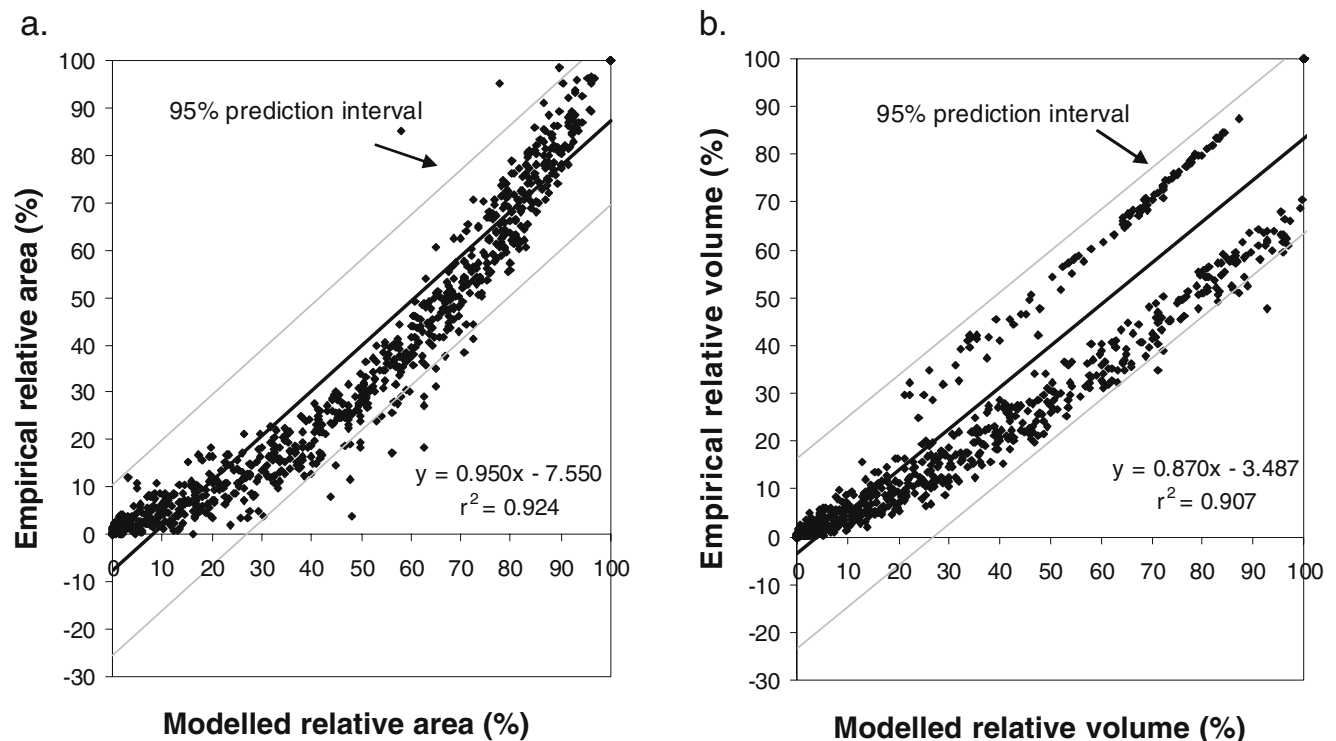 a.
100
90
80
70
60
50
40
30
20
10
0
-10
-20
-30
0 10 20 30 40 50 60 70 80 90 100
Empirical relative area (%)
95% prediction interval
y = 0.950x - 7.550
r² = 0.924
Modelled relative area (%)
b.
100
90
80
70
60
50
40
30
20
10
0
-10
-20
-30
0 10 20 30 40 50 60 70 80 90 100
Empirical relative volume (%)
95% prediction interval
y = 0.870x - 3.487
r² = 0.907
Modelled relative volume (%)